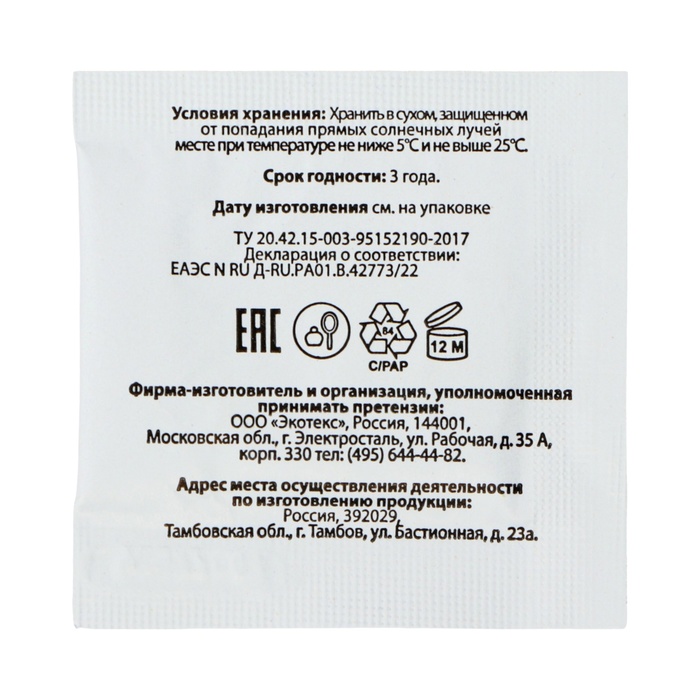 Условия хранения: Хранить в сухом, защищенном
от попадания прямых солнечных лучей
месте при температуре не ниже 5°С и не выше 25°С.
Срок годности: 3 года.
Дату изготовления см. на упаковке
ТУ 20.42.15-003-95152190-2017
Декларация о соответствии:
ЕАЭС N RU Д-RU.РА01.В.42773/22
ЕАС
84
C/PAP
12 M
Фирма-изготовитель и организация, уполномоченная
принимать претензии:
ООО «Экотекс», Россия, 144001,
Московская обл., г. Электросталь, ул. Рабочая, д. 35 А,
корп. 330 тел: (495) 644-44-82.
Адрес места осуществления деятельности
по изготовлению продукции:
Россия, 392029,
Тамбовская обл., г. Тамбов, ул. Бастионная, д. 23а.